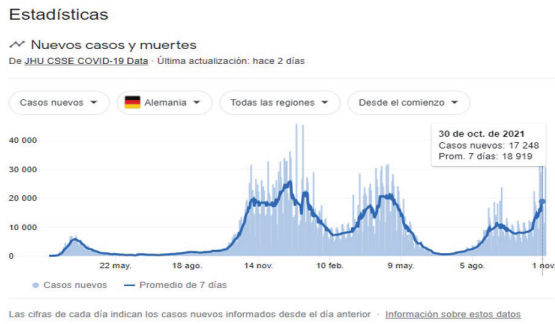 Estadísticas
Nuevos casos y muertes
De JHU CSSE COVID-19 Data · Última actualización: hace 2 días
Casos nuevos
Alemania
Todas las regiones
Desde el comienzo
30 de oct. de 2021
Casos nuevos: 17 248
Prom. 7 días: 18 919
40 000
30 000
20 000
10 000
0
22 may.
18 ago.
14 nov.
10 feb.
9 may.
5 ago.
1 nov.
Casos nuevos
Promedio de 7 días
Las cifras de cada día indican los casos nuevos informados desde el día anterior · Información sobre estos datos